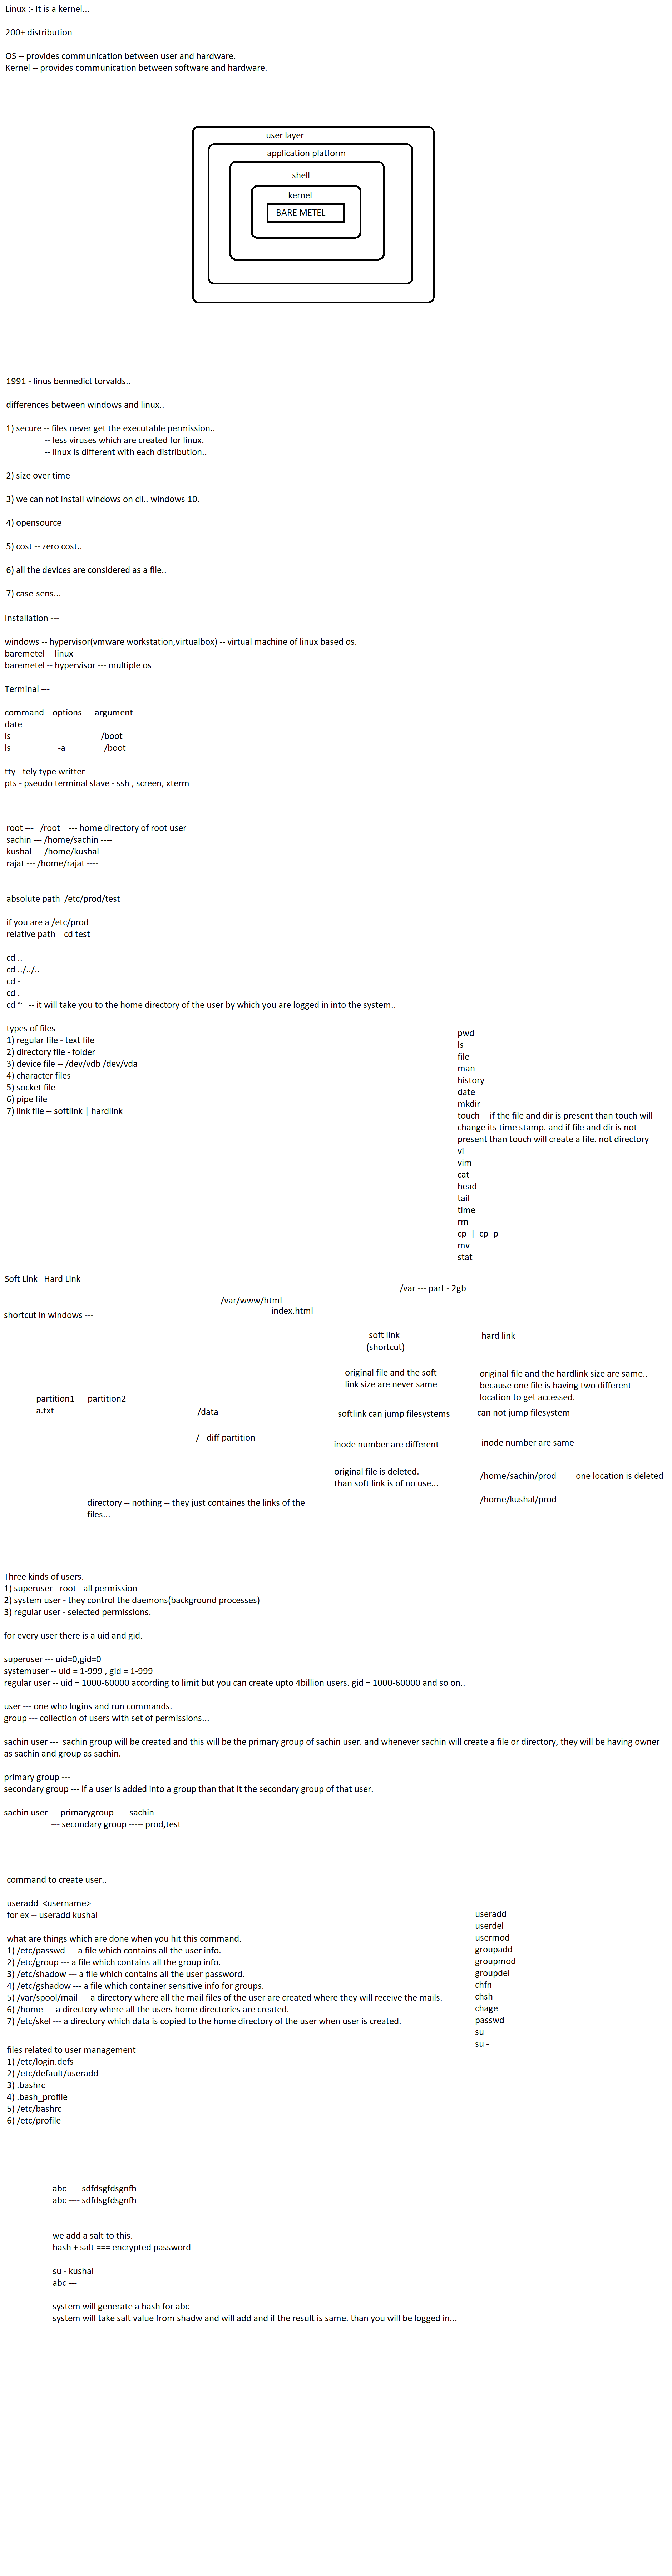 Linux :- It is a kernel...
200+ distribution
OS -- provides communication between user and hardware.
Kernel -- provides communication between software and hardware.
user layer
application platform
shell
kernel
BARE METEL
1991 - linus bennedict torvalds..
differences between windows and linux..
1) secure -- files never get the executable permission..
-- less viruses which are created for linux.
-- linux is different with each distribution..
2) size over time --
3) we can not install windows on cli.. windows 10.
4) opensource
5) cost -- zero cost..
6) all the devices are considered as a file..
7) case-sens...
Installation ---
windows -- hypervisor(vmware workstation,virtualbox) -- virtual machine of linux based os.
baremetel -- linux
baremetel -- hypervisor --- multiple os
Terminal ---
command options argument
date
ls /boot
ls -a /boot
tty - tely type writter
pts - pseudo terminal slave - ssh , screen, xterm
root --- /root --- home directory of root user
sachin --- /home/sachin ----
kushal --- /home/kushal ----
rajat --- /home/rajat ----
absolute path /etc/prod/test
if you are a /etc/prod
relative path cd test
cd ..
cd ../../..
cd -
cd .
cd ~ -- it will take you to the home directory of the user by which you are logged in into the system..
types of files
1) regular file - text file
2) directory file - folder
3) device file -- /dev/vdb /dev/vda
4) character files
5) socket file
6) pipe file
7) link file -- softlink | hardlink
pwd
ls
file
man
history
date
mkdir
touch -- if the file and dir is present than touch will
change its time stamp. and if file and dir is not
present than touch will create a file. not directory
vi
vim
cat
head
tail
time
rm
cp | cp -p
mv
stat
Soft Link Hard Link
/var --- part - 2gb
/var/www/html
index.html
shortcut in windows ---
soft link
(shortcut)
hard link
original file and the soft
link size are never same
original file and the hardlink size are same..
because one file is having two different
location to get accessed.
partition1 partition2
a.txt
/data
softlink can jump filesystems
can not jump filesystem
/ - diff partition
inode number are different
inode number are same
original file is deleted.
than soft link is of no use...
/home/sachin/prod one location is deleted
/home/kushal/prod
directory -- nothing -- they just containes the links of the
files...
Three kinds of users.
1) superuser - root - all permission
2) system user - they control the daemons(background processes)
3) regular user - selected permissions.
for every user there is a uid and gid.
superuser --- uid=0,gid=0
systemuser -- uid = 1-999 , gid = 1-999
regular user -- uid = 1000-60000 according to limit but you can create upto 4billion users. gid = 1000-60000 and so on..
user --- one who logins and run commands.
group --- collection of users with set of permissions...
sachin user --- sachin group will be created and this will be the primary group of sachin user. and whenever sachin will create a file or directory, they will be having owner
as sachin and group as sachin.
primary group ---
secondary group --- if a user is added into a group than that it the secondary group of that user.
sachin user --- primarygroup ---- sachin
--- secondary group ----- prod,test
command to create user..
useradd <username>
for ex -- useradd kushal
what are things which are done when you hit this command.
1) /etc/passwd --- a file which contains all the user info.
2) /etc/group --- a file which contains all the group info.
3) /etc/shadow --- a file which contains all the user password.
4) /etc/gshadow --- a file which container sensitive info for groups.
5) /var/spool/mail --- a directory where all the mail files of the user are created where they will receive the mails.
6) /home --- a directory where all the users home directories are created.
7) /etc/skel --- a directory which data is copied to the home directory of the user when user is created.
useradd
userdel
usermod
groupadd
groupmod
groupdel
chfn
chsh
chage
passwd
su
su -
files related to user management
1) /etc/login.defs
2) /etc/default/useradd
3) .bashrc
4) .bash_profile
5) /etc/bashrc
6) /etc/profile
abc ---- sdfdsgfdsgnfh
abc ---- sdfdsgfdsgnfh
we add a salt to this.
hash + salt === encrypted password
su - kushal
abc ---
system will generate a hash for abc
system will take salt value from shadw and will add and if the result is same. than you will be logged in...